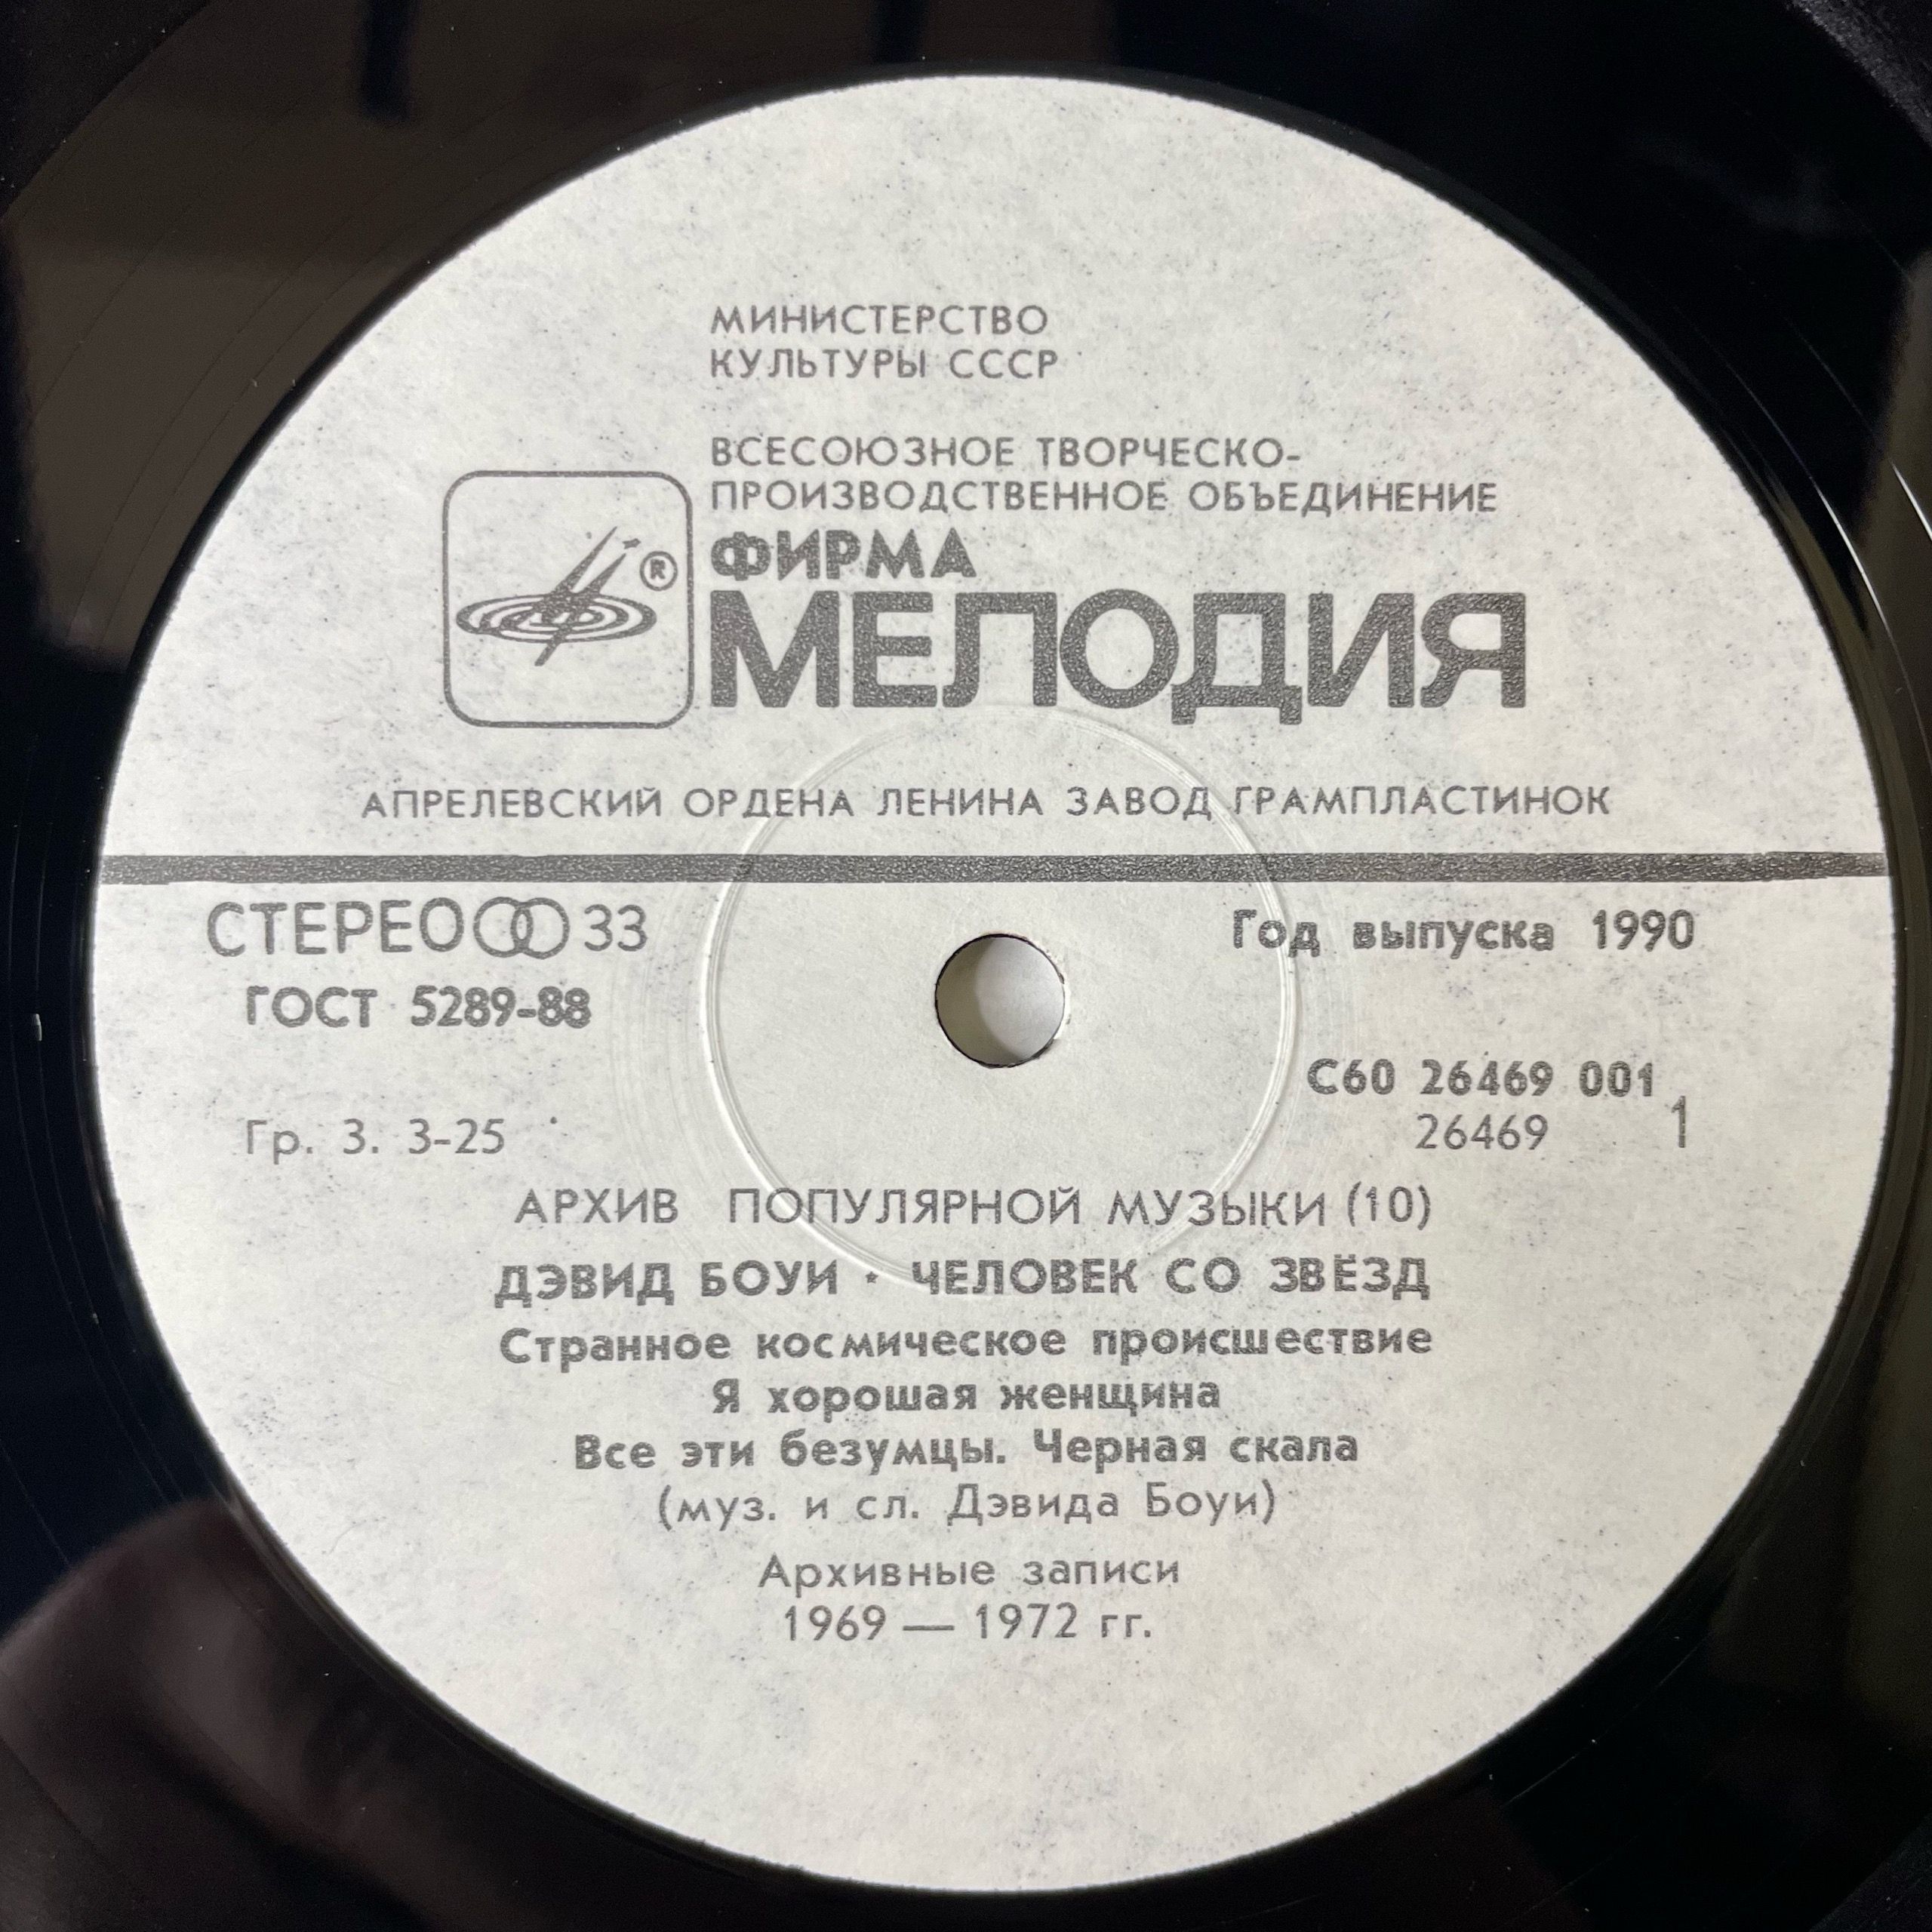 МИНИСТЕРСТВО
КУЛЬТУРЫ СССР
ВСЕСОЮЗНОЕ ТВОРЧЕСКО-
ПРОИЗВОДСТВЕННОЕ ОБЪЕДИНЕНИЕ
ФИРМА
®
МЕЛОДИЯ
АПРЕЛЕВСКИЙ ОРДЕНА ЛЕНИНА ЗАВОД ГРАМПЛАСТИНОК
СТЕРЕО 33
Год выпуска 1990
ГОСТ 5289-88
С60 26469 001
Гр. 3. 3-25
26469 1
АРХИВ ПОПУЛЯРНОЙ МУЗЫКИ (10)
ДЭВИД БОУИ · ЧЕЛОВЕК СО ЗВЁЗД
Странное космическое происшествие
Я хорошая женщина
Все эти безумцы. Черная скала
(муз. и сл. Дэвида Боуи)
Архивные записи
1969 — 1972 гг.